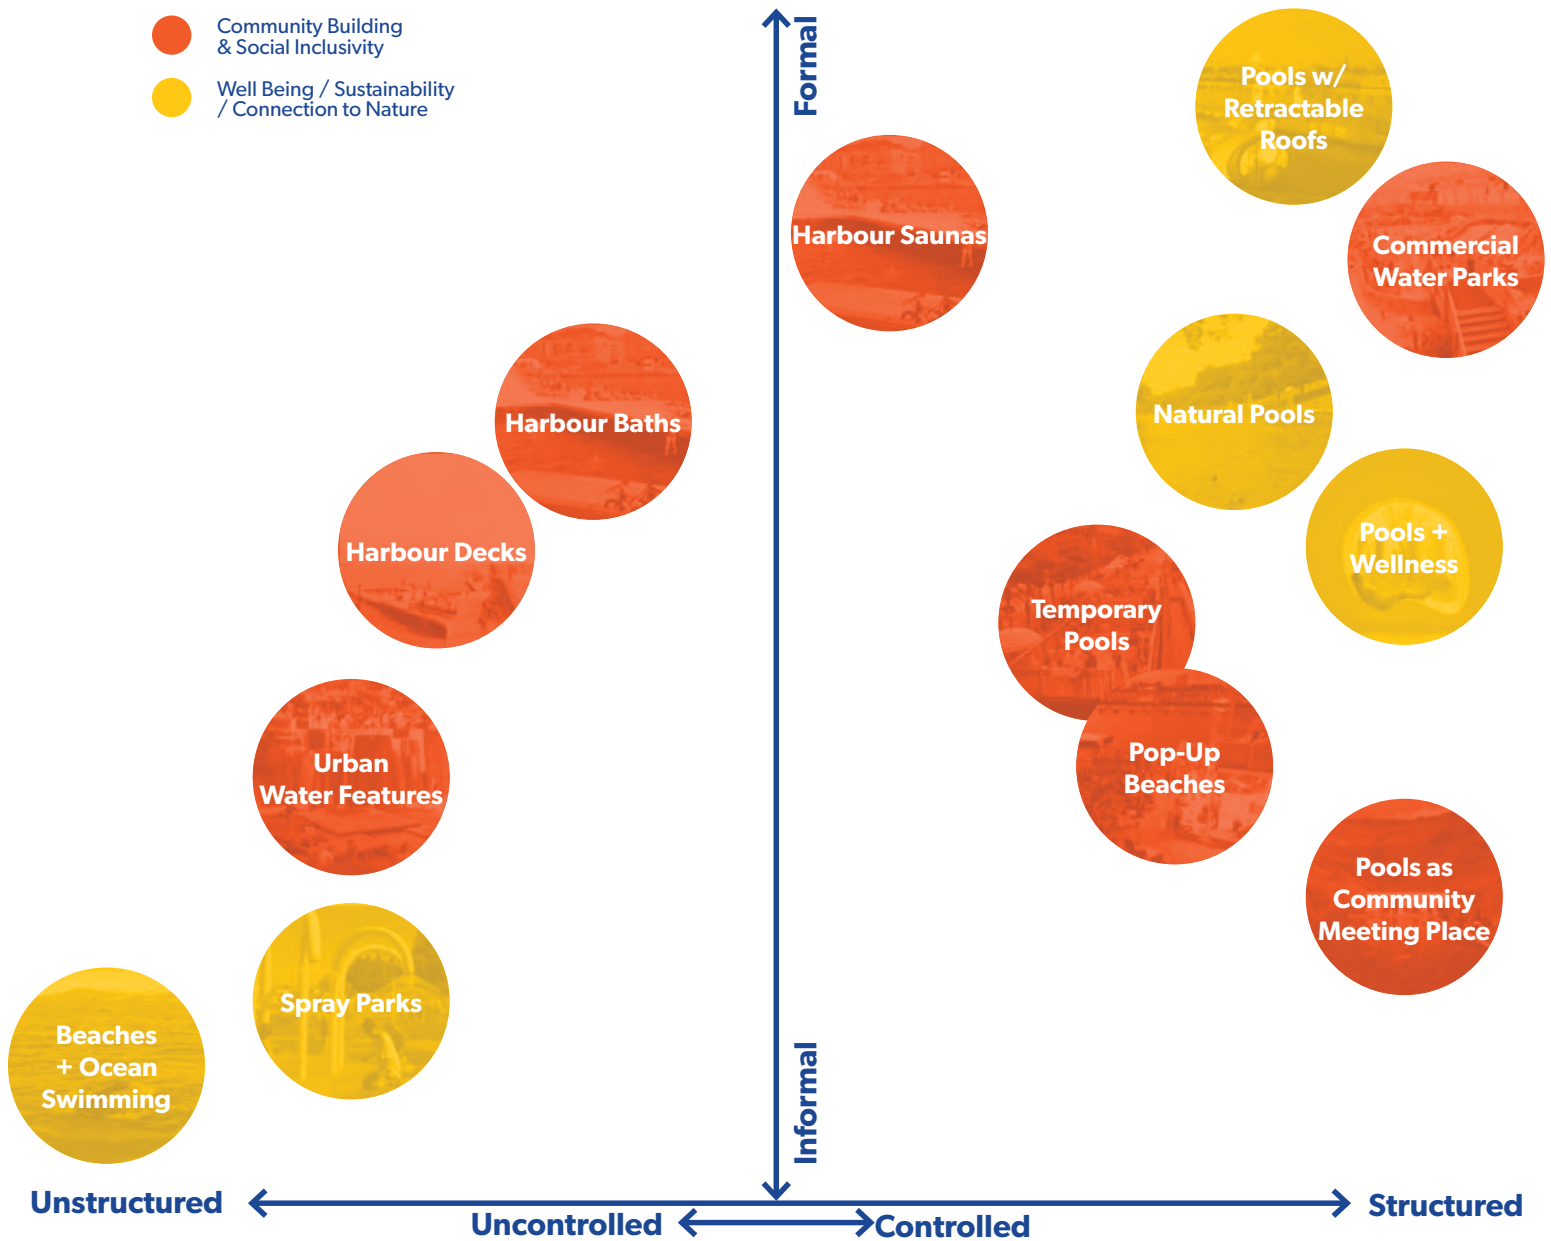 Community Building
& Social Inclusivity
Well Being / Sustainability
/ Connection to Nature
Formal
Pools w/
Retractable
Roofs
Harbour Saunas
Commercial
Water Parks
Natural Pools
Harbour Baths
Harbour Decks
Pools +
Wellness
Temporary
Pools
Pop-Up
Beaches
Urban
Water Features
Pools as
Community
Meeting Place
Spray Parks
Beaches
+ Ocean
Swimming
Informal
Unstructured
Structured
Uncontrolled
Controlled